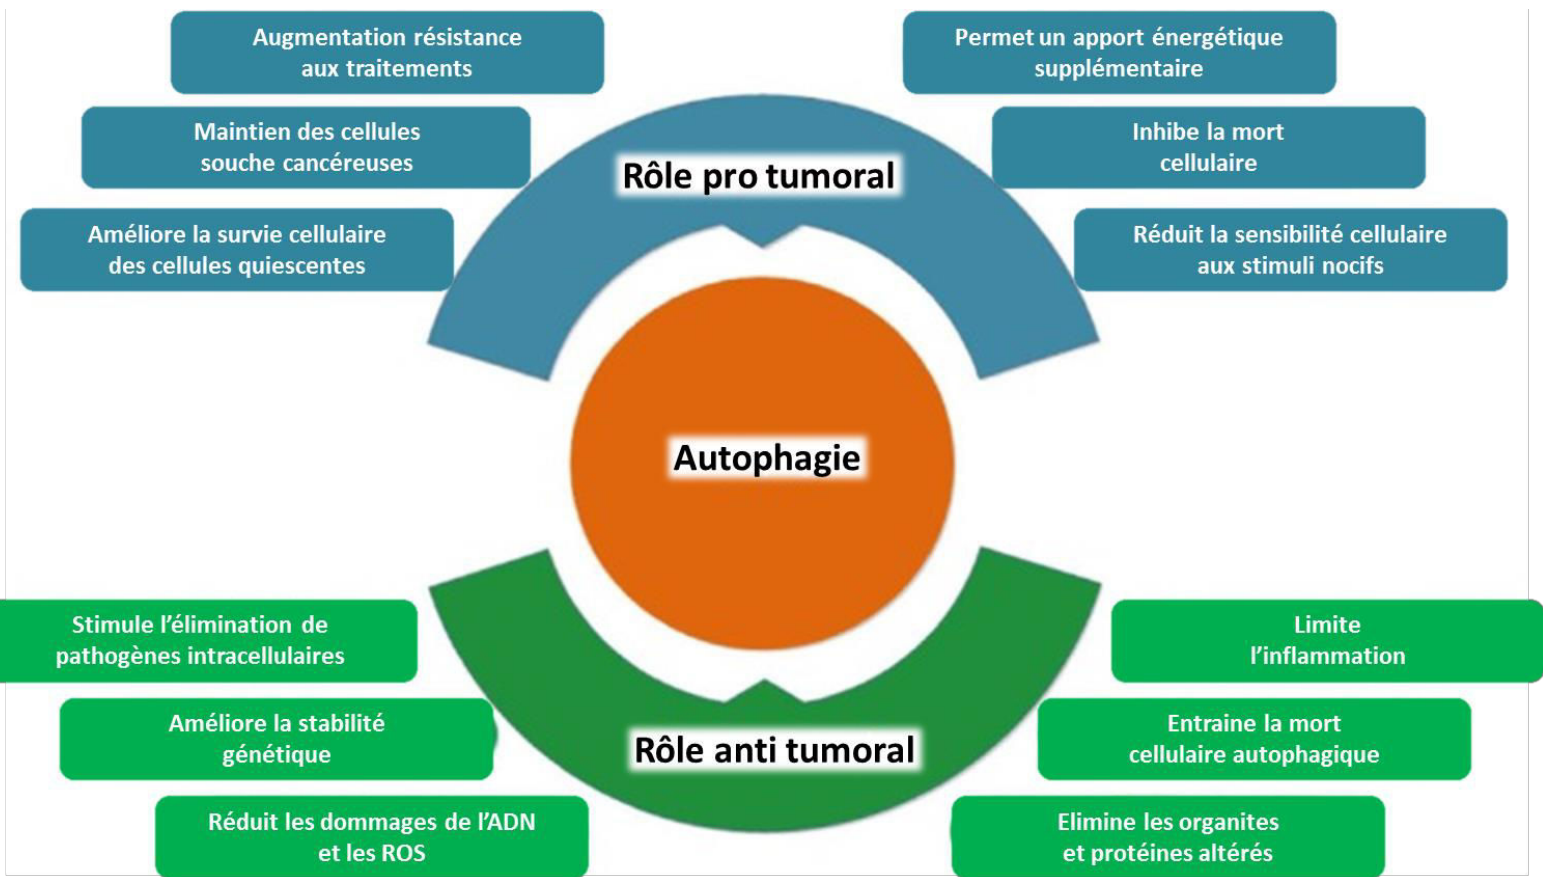 Augmentation résistance
aux traitements
Permet un apport énergétique
supplémentaire
Maintien des cellules
souche cancéreuses
Inhibe la mort
cellulaire
Rôle pro tumoral
Améliore la survie cellulaire
des cellules quiescentes
Réduit la sensibilité cellulaire
aux stimuli nocifs
Autophagie
Stimule l’élimination de
pathogènes intracellulaires
Limite
l’inflammation
Améliore la stabilité
génétique
Entraine la mort
cellulaire autophagique
Rôle anti tumoral
Réduit les dommages de l’ADN
et les ROS
Elimine les organites
et protéines altérés